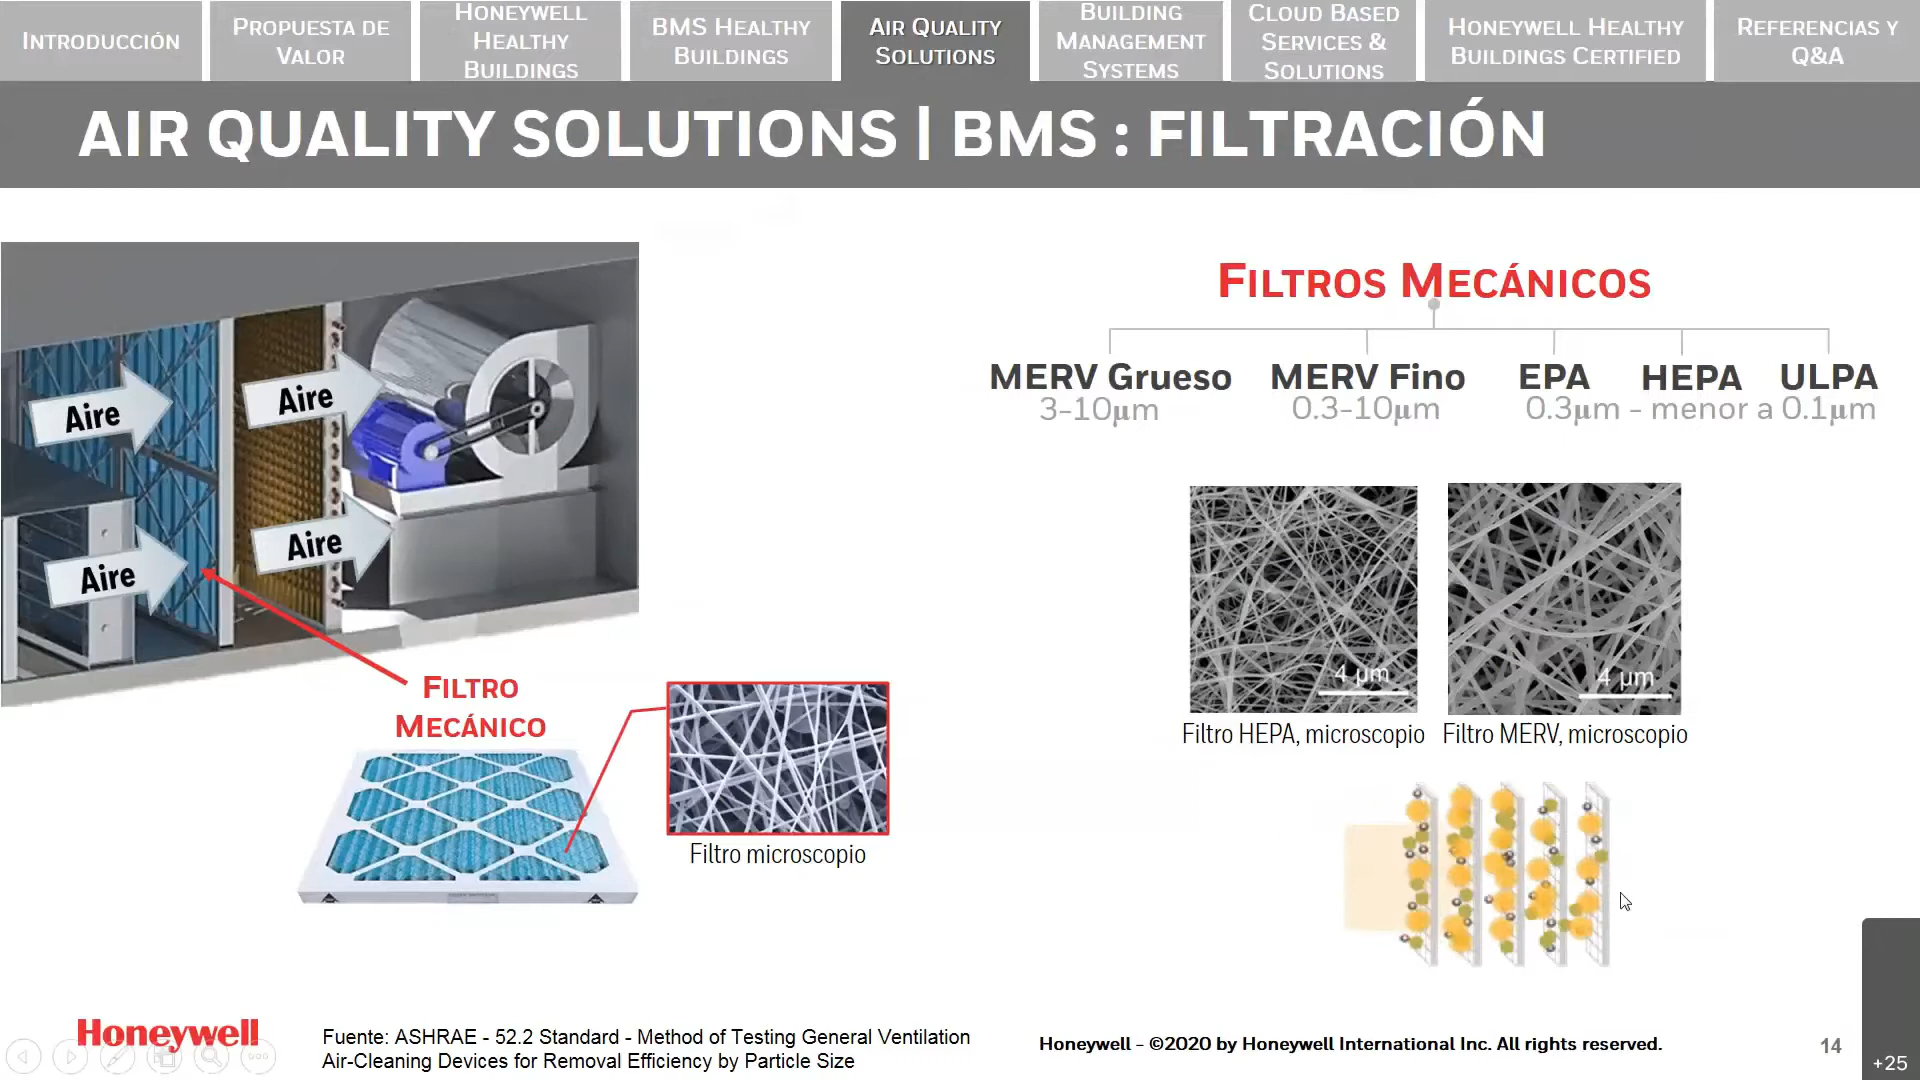 INTRODUCCIÓN
PROPUESTA DE
VALOR
HONEYWELL
HEALTHY
BUILDINGS
BMS HEALTHY
BUILDINGS
AIR QUALITY
SOLUTIONS
BUILDING
MANAGEMENT
SYSTEMS
CLOUD BASED
SERVICES &
SOLUTIONS
HONEYWELL HEALTHY
BUILDINGS CERTIFIED
REFERENCIAS Y
Q&A
AIR QUALITY SOLUTIONS | BMS : FILTRACIÓN
Aire
Aire
Aire
Aire
FILTRO
MECÁNICO
Filtro microscopio
FILTROS MECÁNICOS
MERV Grueso
3-10μm
MERV Fino
0.3-10μm
EPA HEPA ULPA
0.3μm - menor a 0.1μm
4 μm
4 μm
Filtro HEPA, microscopio
Filtro MERV, microscopio
Honeywell
Fuente: ASHRAE - 52.2 Standard - Method of Testing General Ventilation
Air-Cleaning Devices for Removal Efficiency by Particle Size
Honeywell - ©2020 by Honeywell International Inc. All rights reserved.
14
+25